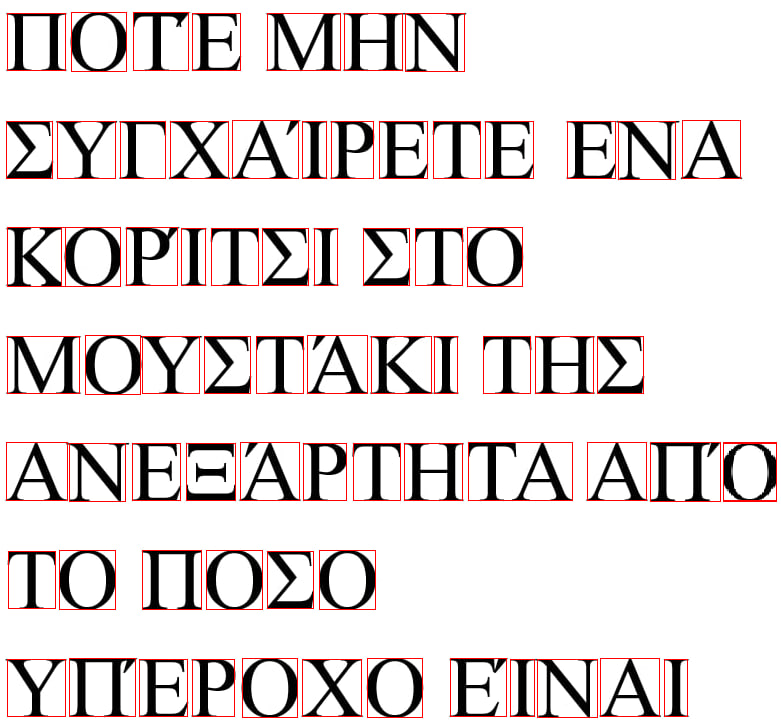 ΠΟΤΈ ΜΗΝ
ΣΥΓΧΑΊΡΕΤΕ ΕΝΑ
ΚΟΡΊΤΣΙ ΣΤΟ
ΜΟΥΣΤΆΚΙ ΤΗΣ
ΑΝΕΞΆΡΤΗΤΑ ΑΠΌ
ΤΟ ΠΟΣΟ
ΥΠΈΡΟΧΟ ΕΊΝΑΙ